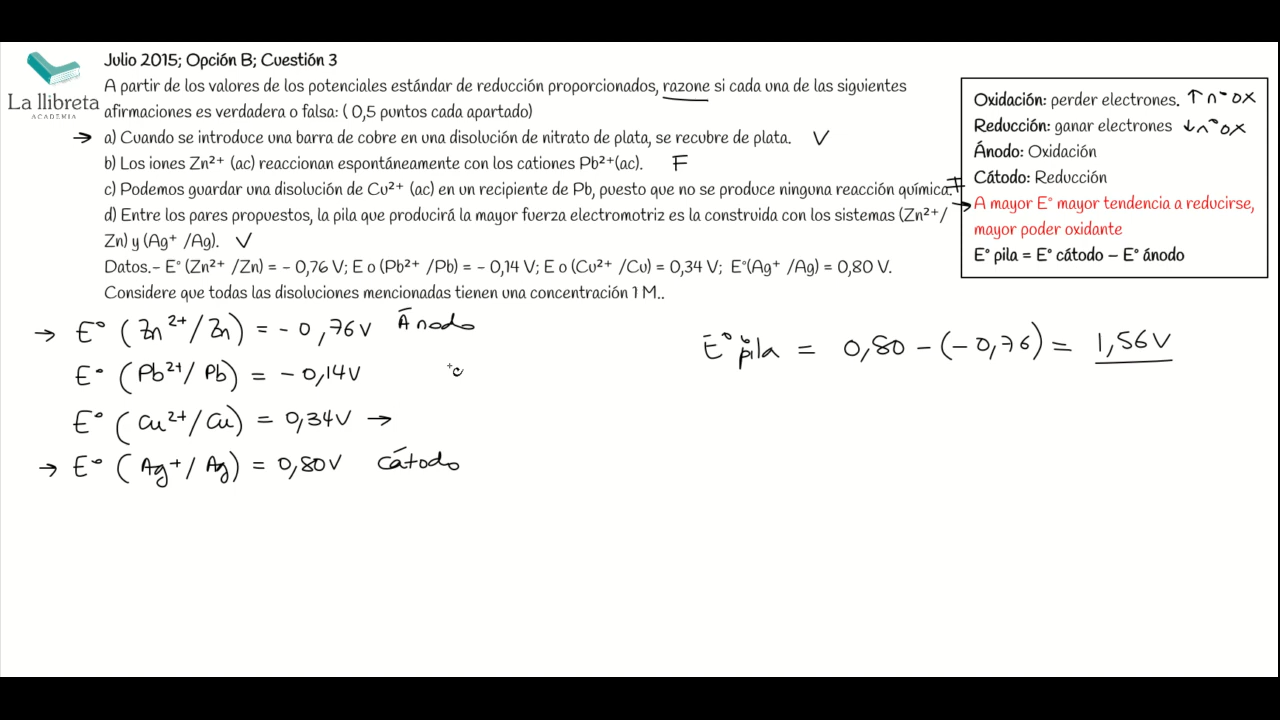 Julio 2015; Opción B; Cuestión 3
A partir de los valores de los potenciales estándar de reducción proporcionados, razone si cada una de las siguientes
afirmaciones es verdadera o falsa: ( 0,5 puntos cada apartado)
→ a) Cuando se introduce una barra de cobre en una disolución de nitrato de plata, se recubre de plata. V
b) Los iones Zn²⁺ (ac) reaccionan espontáneamente con los cationes Pb²⁺(ac). F
c) Podemos guardar una disolución de Cu²⁺ (ac) en un recipiente de Pb, puesto que no se produce ninguna reacción química. F
d) Entre los pares propuestos, la pila que producirá la mayor fuerza electromotriz es la construida con los sistemas (Zn²⁺/
Zn) y (Ag⁺ /Ag). V
Datos.- E° (Zn²⁺ /Zn) = - 0,76 V; E o (Pb²⁺ /Pb) = - 0,14 V; E o (Cu²⁺ /Cu) = 0,34 V; E°(Ag⁺ /Ag) = 0,80 V.
Considere que todas las disoluciones mencionadas tienen una concentración 1 M..
La llibreta
ACADEMIA
Oxidación: perder electrones. ↑ nº OX
Reducción: ganar electrones ↓ nº OX
Ánodo: Oxidación
Cátodo: Reducción
→ A mayor E° mayor tendencia a reducirse,
mayor poder oxidante
E° pila = E° cátodo – E° ánodo
→ E° (Zn²⁺/Zn) = - 0,76V Ánodo
E° (Pb²⁺/Pb) = - 0,14V
E° (Cu²⁺/Cu) = 0,34V →
→ E° (Ag⁺/Ag) = 0,80V Cátodo
E° pila = 0,80 - (- 0,76) = 1,56V